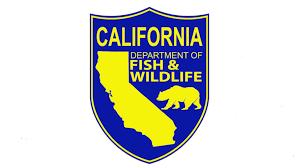 CALIFORNIA
DEPARTMENT OF
FISH &
WILDLIFE